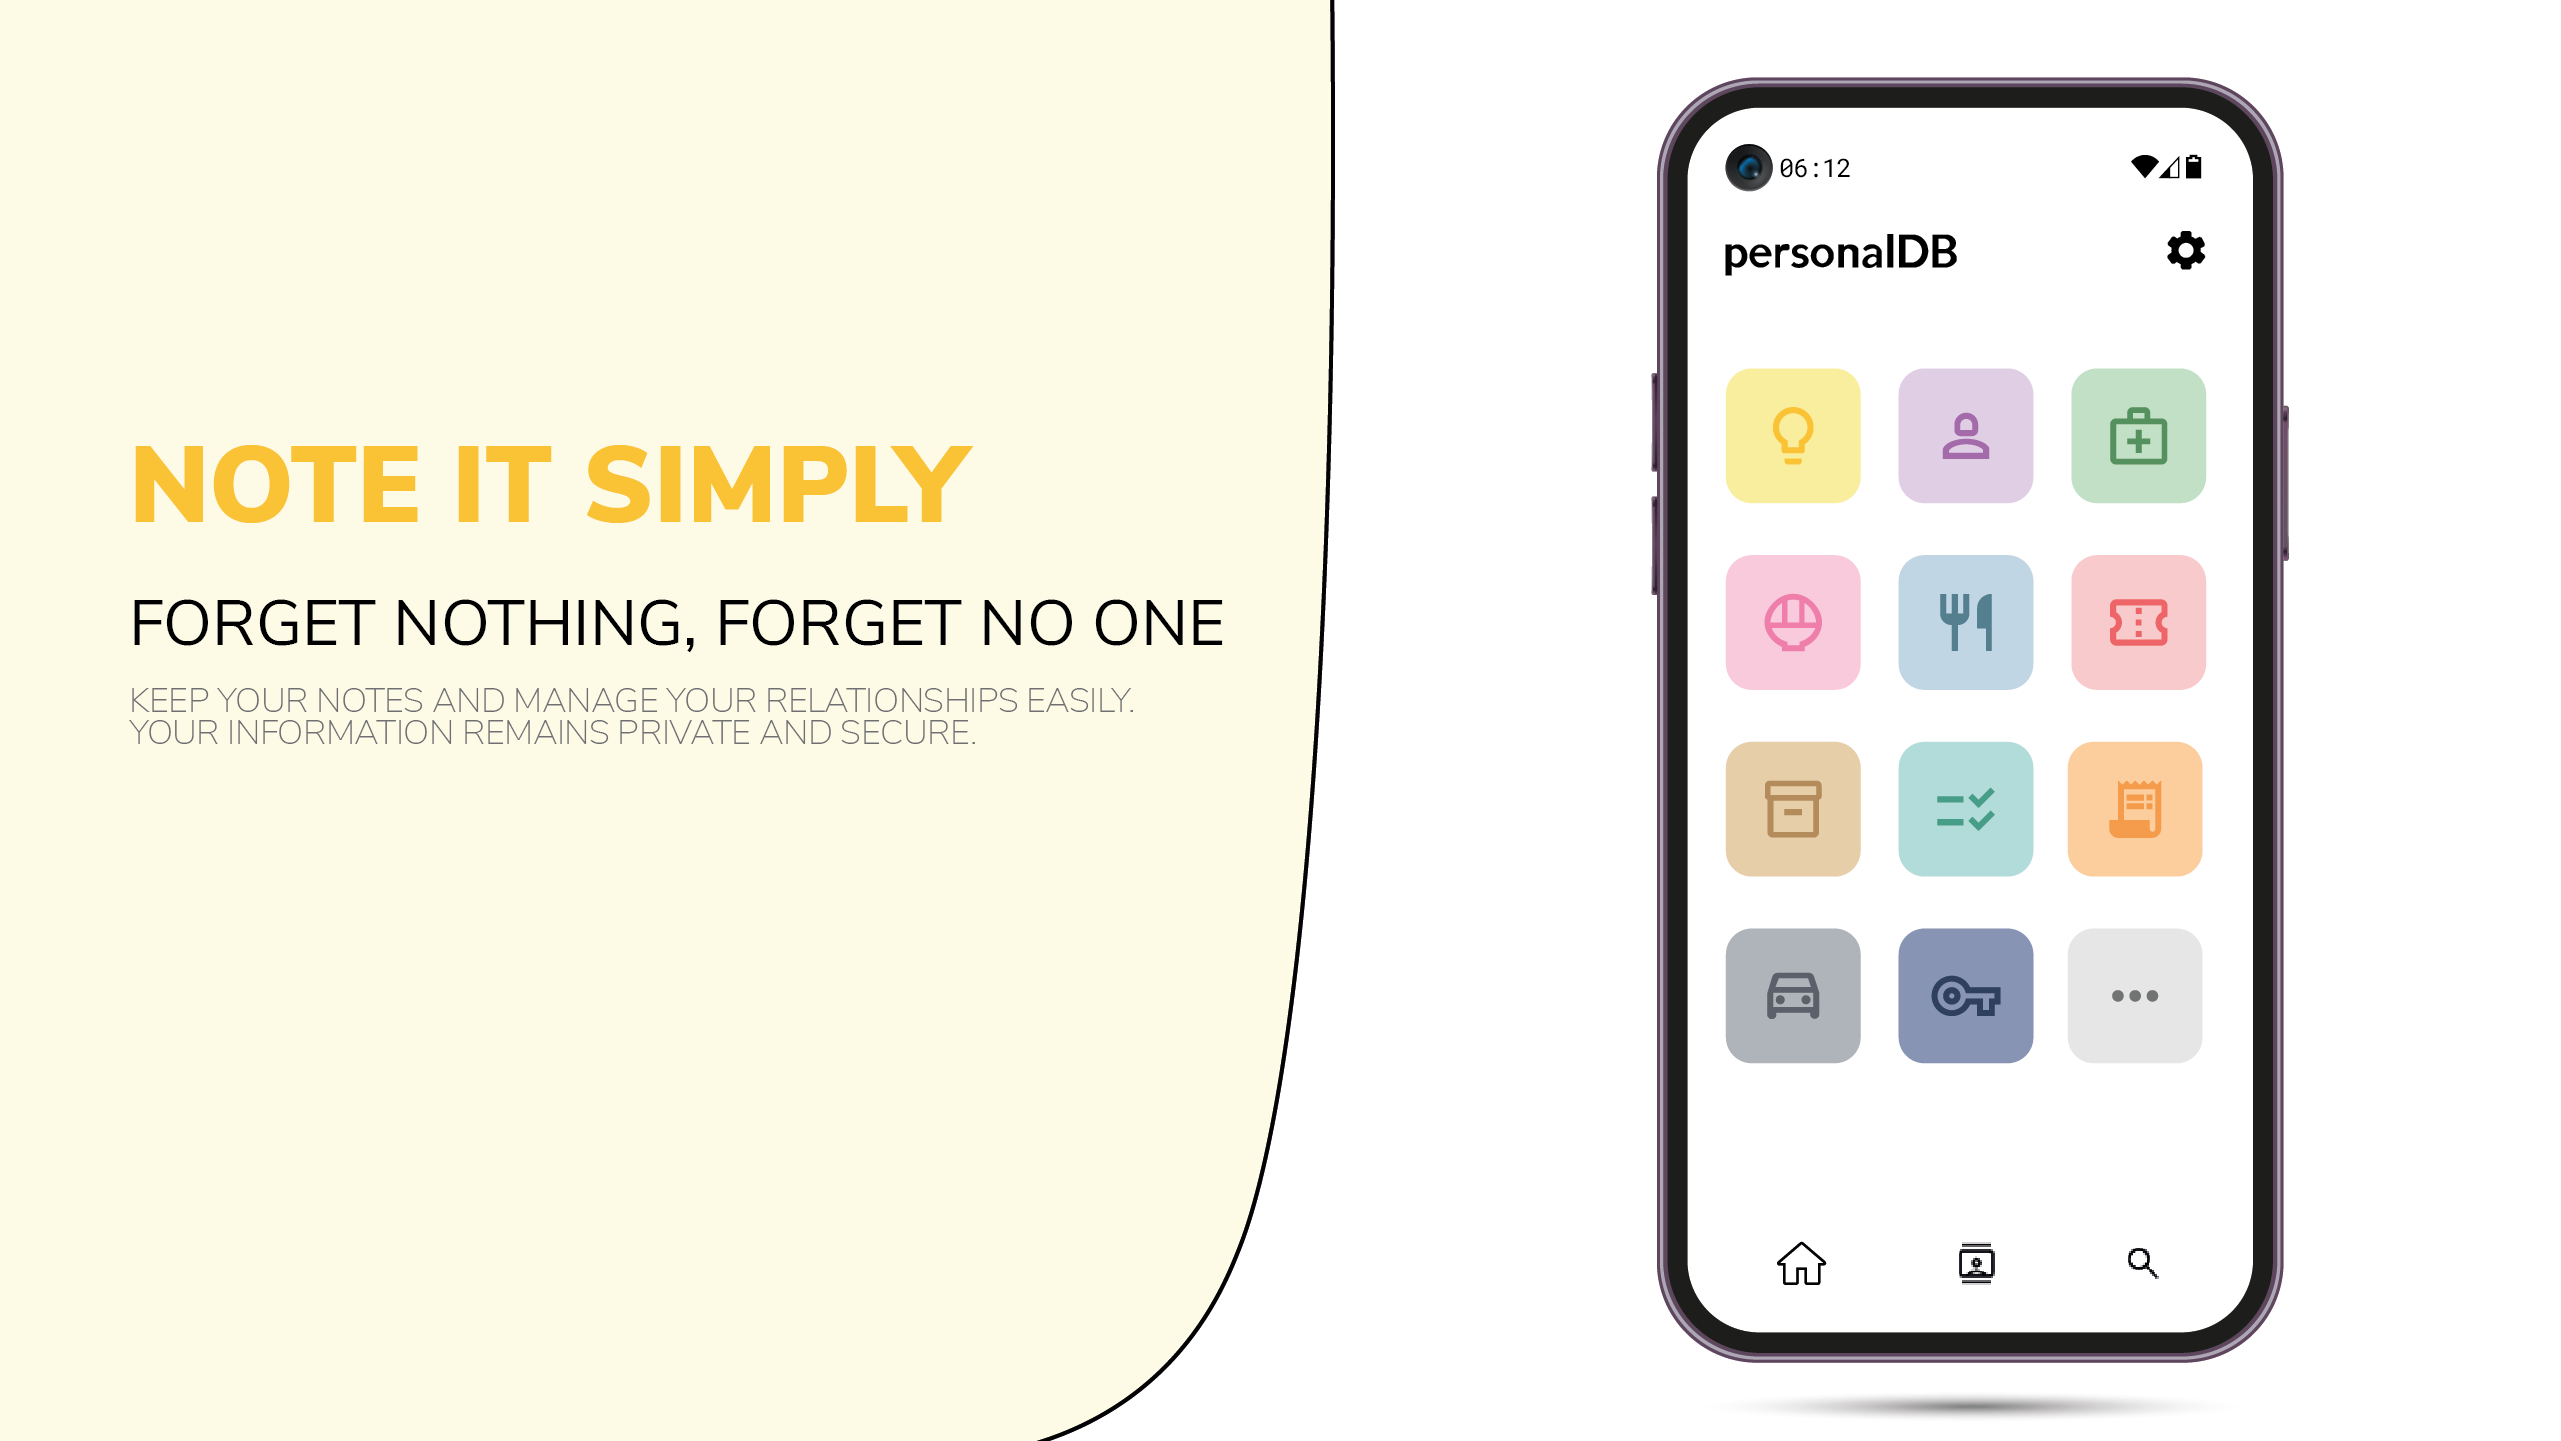 NOTE IT SIMPLY
FORGET NOTHING, FORGET NO ONE
KEEP YOUR NOTES AND MANAGE YOUR RELATIONSHIPS EASILY.
YOUR INFORMATION REMAINS PRIVATE AND SECURE.
06:12
personalDB